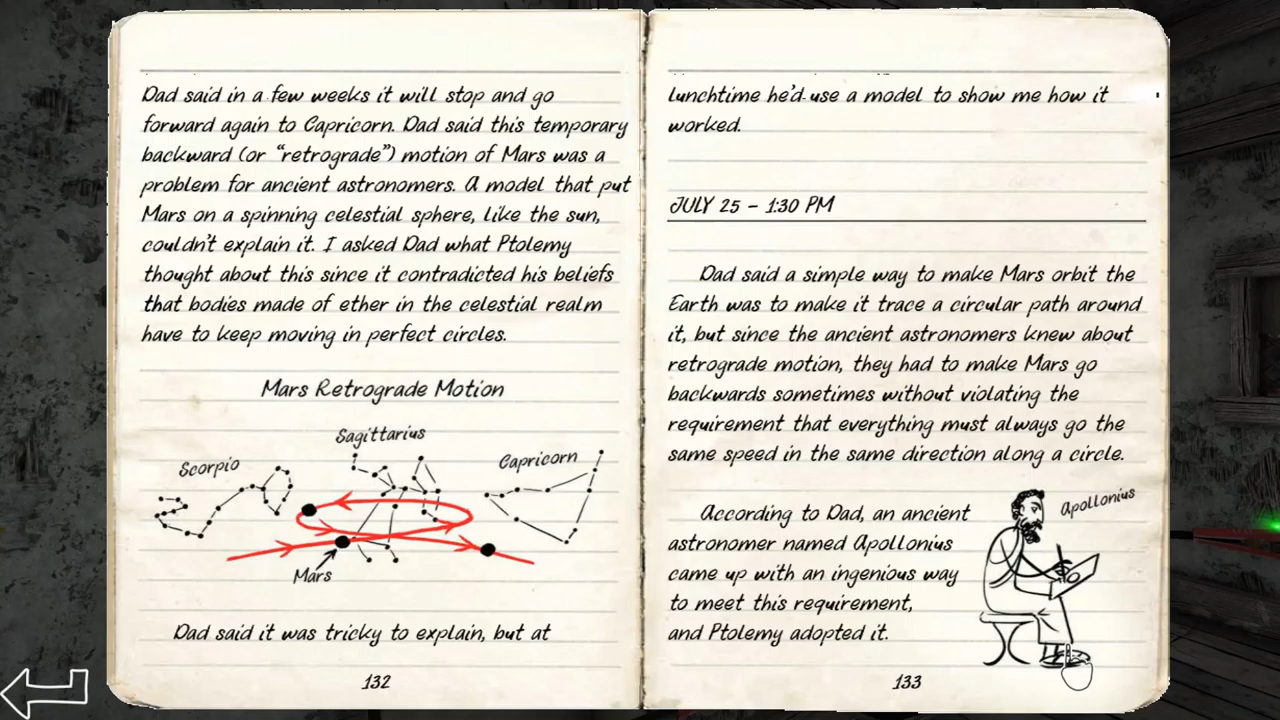 Dad said in a few weeks it will stop and go
forward again to Capricorn. Dad said this temporary
backward (or "retrograde") motion of Mars was a
problem for ancient astronomers. A model that put
Mars on a spinning celestial sphere, like the sun,
couldn't explain it. I asked Dad what Ptolemy
thought about this since it contradicted his beliefs
that bodies made of ether in the celestial realm
have to keep moving in perfect circles.
Mars Retrograde Motion
Sagittarius
Scorpio
Capricorn
Mars
Dad said it was tricky to explain, but at
132
lunchtime he'd use a model to show me how it
worked.
JULY 25 - 1:30 PM
Dad said a simple way to make Mars orbit the
Earth was to make it trace a circular path around
it, but since the ancient astronomers knew about
retrograde motion, they had to make Mars go
backwards sometimes without violating the
requirement that everything must always go the
same speed in the same direction along a circle.
According to Dad, an ancient
astronomer named Apollonius
came up with an ingenious way
to meet this requirement,
and Ptolemy adopted it.
Apollonius
133